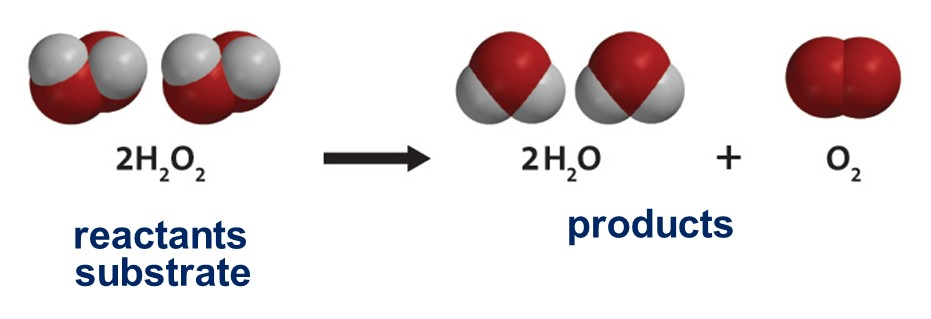 2H₂O₂ → 2H₂O + O₂
reactants
substrate
products